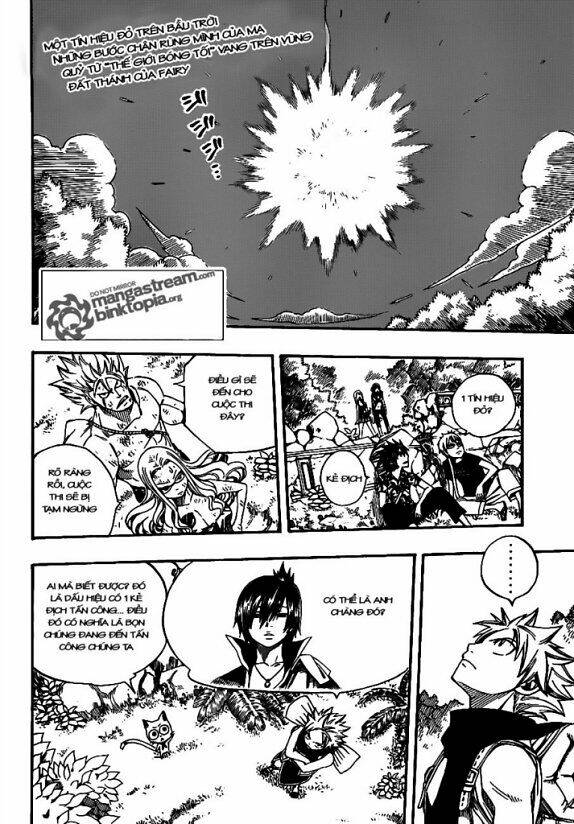 MỘT TÍN HIỆU ĐỎ TRÊN BẦU TRỜI
NHỮNG BƯỚC CHÂN RÙNG MÌNH CỦA MA
QUỶ TỪ "THẾ GIỚI BÓNG TỐI" VANG TRÊN VÙNG
ĐẤT THÁNH CỦA FAIRY
ジジ
DO NOT MIRROR
mangastream.com
binktopia.org
ĐIỀU GÌ SẼ
ĐẾN CHO
CUỘC THI
ĐÂY?
RÕ RÀNG
RỒI, CUỘC
THI SẼ BỊ
TẠM NGỪNG
1 TÍN HIỆU
ĐỎ?
KẺ ĐỊCH
AI MÀ BIẾT ĐƯỢC? ĐÓ
LÀ DẤU HIỆU CÓ 1 KẺ
ĐỊCH TẤN CÔNG... ĐIỀU
ĐÓ CÓ NGHĨA LÀ BỌN
CHÚNG ĐANG ĐẾN TẤN
CÔNG CHÚNG TA
CÓ THỂ LÀ ANH
CHÀNG ĐÓ?
......